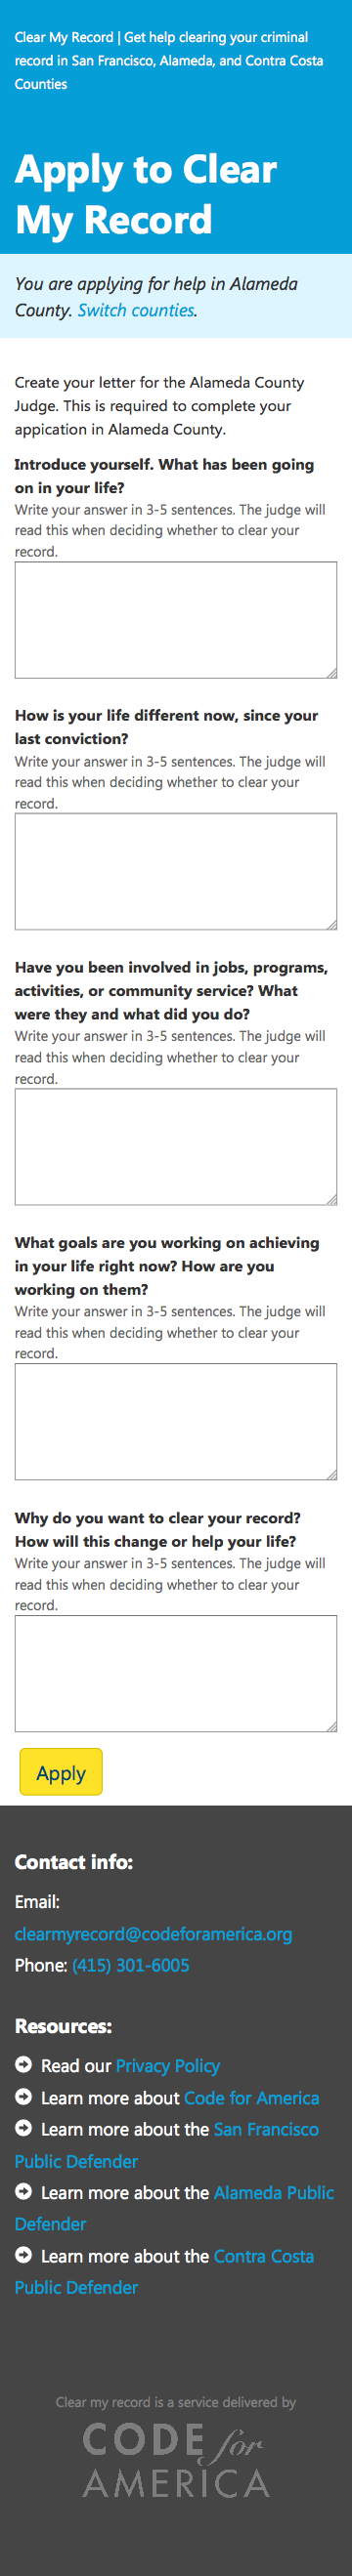 Clear My Record | Get help clearing your criminal
record in San Francisco, Alameda, and Contra Costa
Counties
Apply to Clear
My Record
You are applying for help in Alameda
County. Switch counties.
Create your letter for the Alameda County
Judge. This is required to complete your
appication in Alameda County.
Introduce yourself. What has been going
on in your life?
Write your answer in 3-5 sentences. The judge will
read this when deciding whether to clear your
record.
How is your life different now, since your
last conviction?
Write your answer in 3-5 sentences. The judge will
read this when deciding whether to clear your
record.
Have you been involved in jobs, programs,
activities, or community service? What
were they and what did you do?
Write your answer in 3-5 sentences. The judge will
read this when deciding whether to clear your
record.
What goals are you working on achieving
in your life right now? How are you
working on them?
Write your answer in 3-5 sentences. The judge will
read this when deciding whether to clear your
record.
Why do you want to clear your record?
How will this change or help your life?
Write your answer in 3-5 sentences. The judge will
read this when deciding whether to clear your
record.
Apply
Contact info:
Email:
clearmyrecord@codeforamerica.org
Phone: (415) 301-6005
Resources:
Read our Privacy Policy
Learn more about Code for America
Learn more about the San Francisco
Public Defender
Learn more about the Alameda Public
Defender
Learn more about the Contra Costa
Public Defender
Clear my record is a service delivered by
CODE for
AMERICA